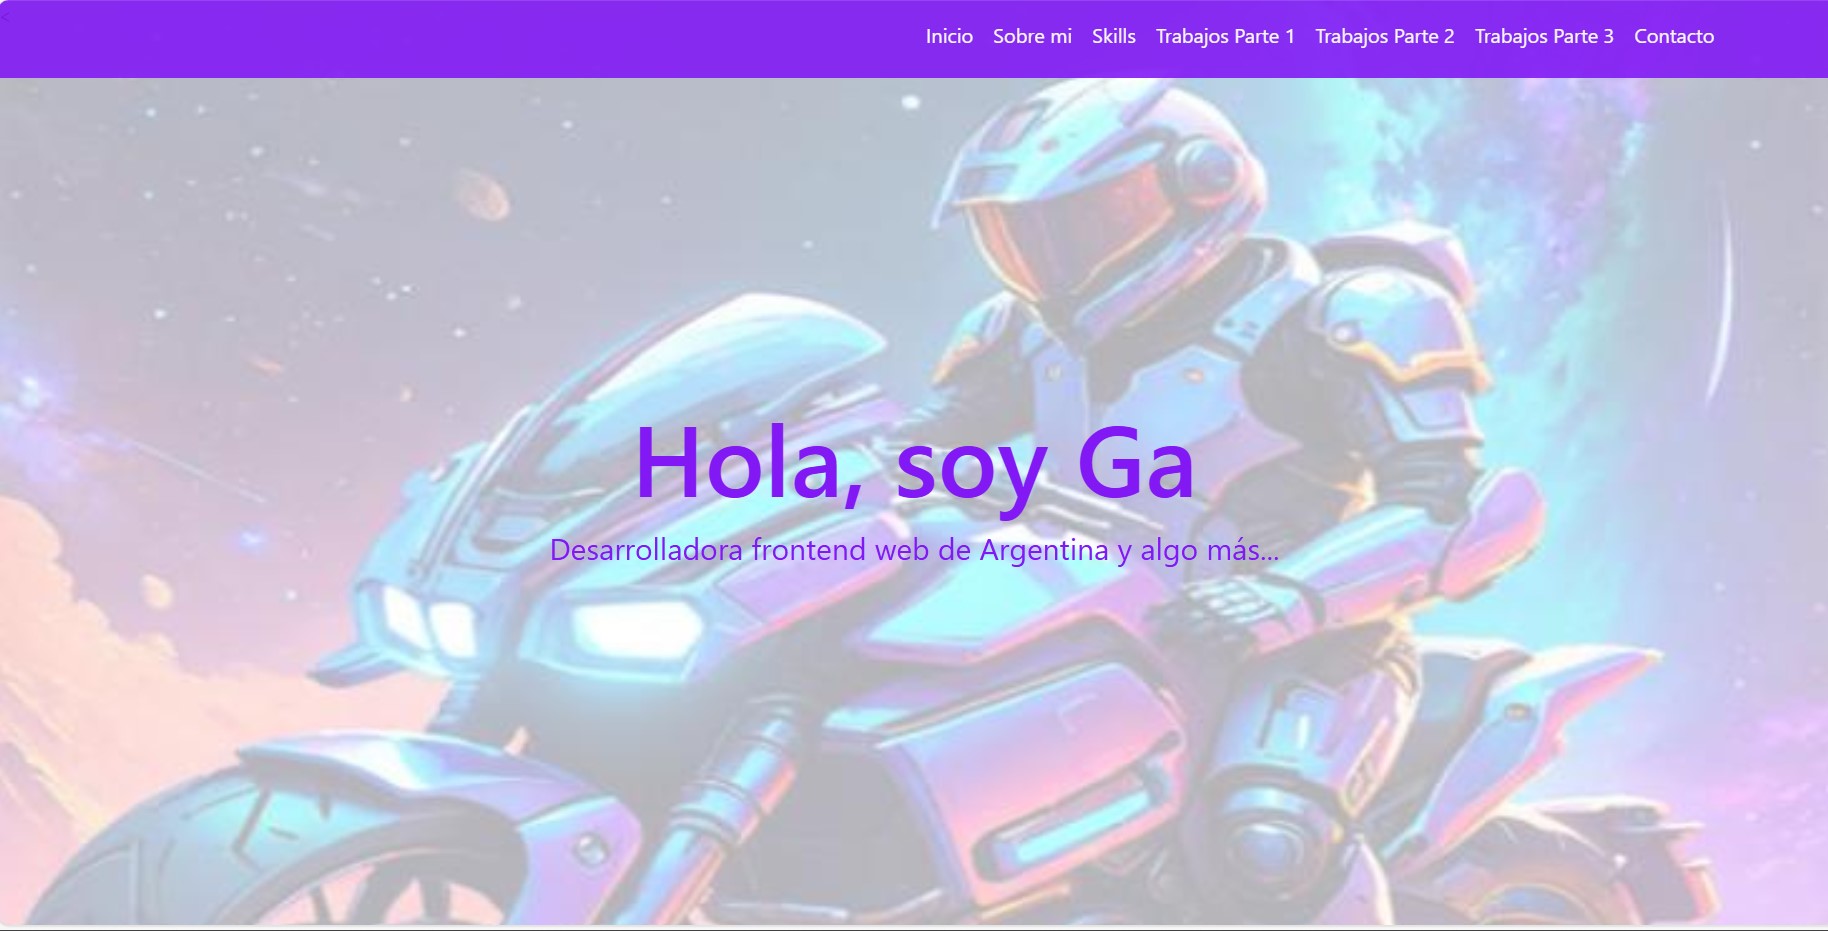 <
Inicio Sobre mi Skills Trabajos Parte 1 Trabajos Parte 2 Trabajos Parte 3 Contacto
Hola, soy Ga
Desarrolladora frontend web de Argentina y algo más...